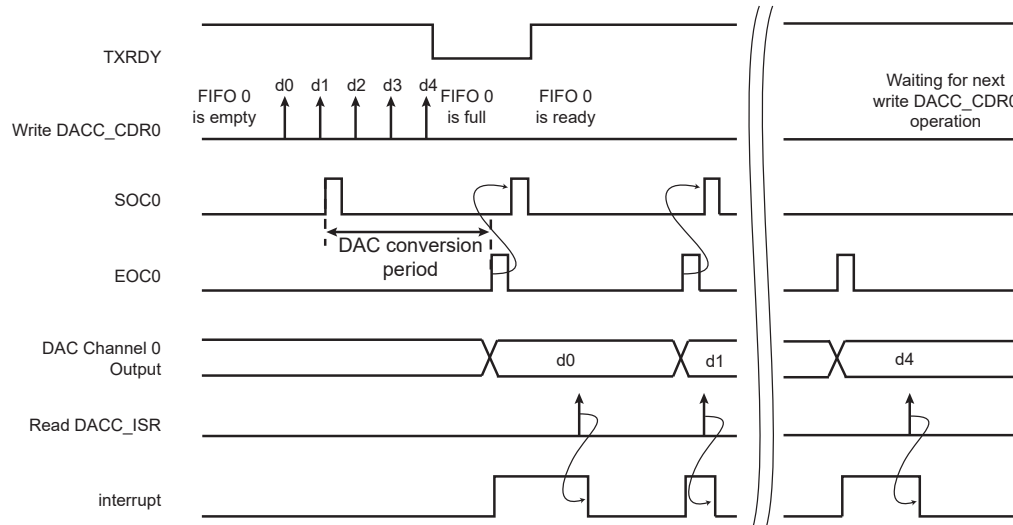 TXRDY
d0 d1 d2 d3 d4
FIFO 0
is empty
FIFO 0
is full
FIFO 0
is ready
Waiting for next
write DACC_CDR0
operation
Write DACC_CDR0
SOC0
DAC conversion
period
EOC0
DAC Channel 0
Output
d0
d1
d4
Read DACC_ISR
interrupt